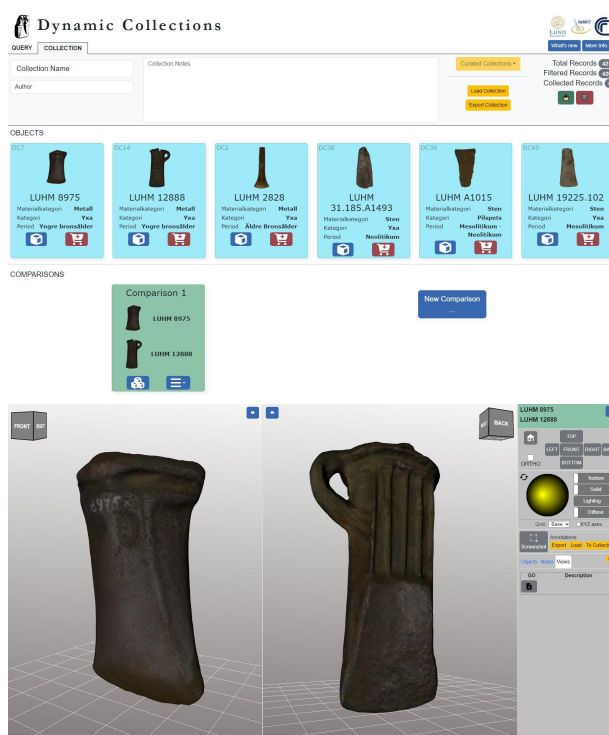 Dynamic Collections
LUND
QUERY COLLECTION
What's new More Info.
Collection Name
Collection Notes
Curated Collections
Total Records 42
Filtered Records 42
Collected Records
Author
Load Collection
Export Collection
OBJECTS
DC7
LUHM 8975
Materialkategori Metall
Kategori Yxa
Period Yngre bronsålder
DC14
LUHM 12888
Materialkategori Metall
Kategori Yxa
Period Yngre bronsålder
DC2
LUHM 2828
Materialkategori Metall
Kategori Yxa
Period Äldre Bronsålder
DC38
LUHM
31.185.A1493
Materialkategori Sten
Kategori Yxa
Period Neolitikum
DC39
LUHM A1015
Materialkategori Sten
Kategori Pilspets
Period Mesolitikum -
Neolitikum
DC45
LUHM 19225.102
Materialkategori Sten
Kategori Yxa
Period Mesolitikum
COMPARISONS
Comparison 1
LUHM 8975
LUHM 12888
New Comparison
...
FRONT
BACK
8975
LUHM 8975
LUHM 12888
TOP
LEFT FRONT RIGHT BA
ORTHO BOTTOM
Texture
Solid
Lighting
Diffuse
Grid Base XYZ axes
Screenshot
Annotations
Export Load To Collecti
Objects Notes Views
GO Description